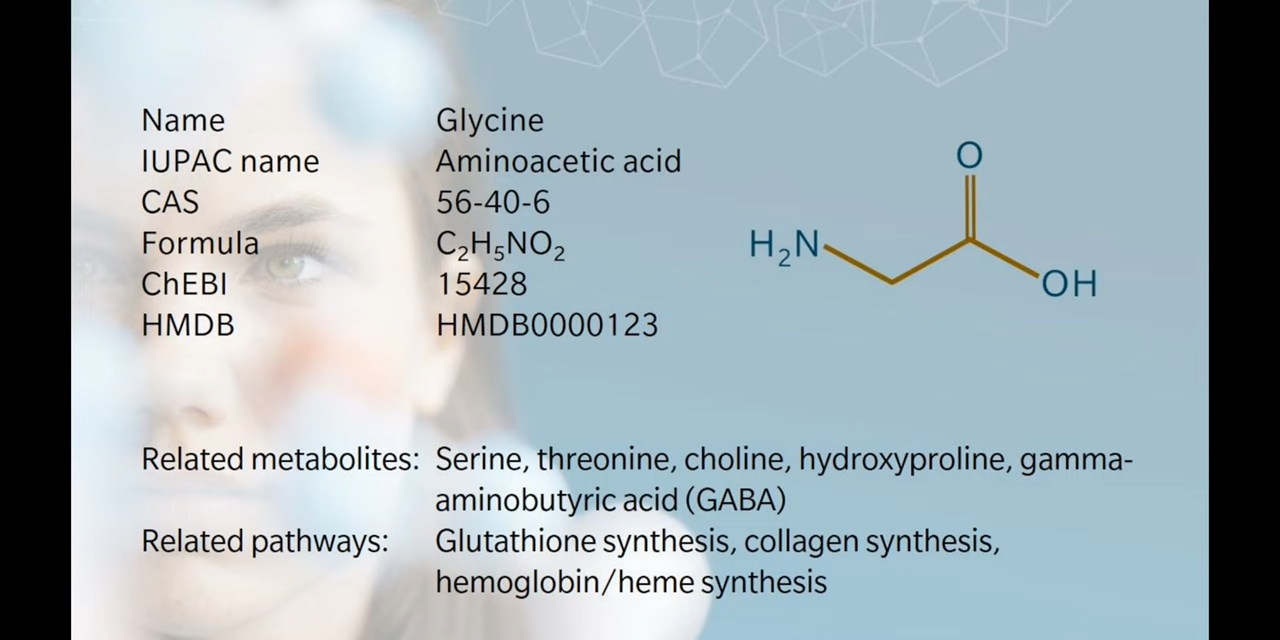 Name Glycine
IUPAC name Aminoacetic acid
CAS 56-40-6
Formula C₂H₅NO₂
ChEBI 15428
HMDB HMDB0000123
O
H₂N
OH
Related metabolites: Serine, threonine, choline, hydroxyproline, gamma-
aminobutyric acid (GABA)
Related pathways: Glutathione synthesis, collagen synthesis,
hemoglobin/heme synthesis